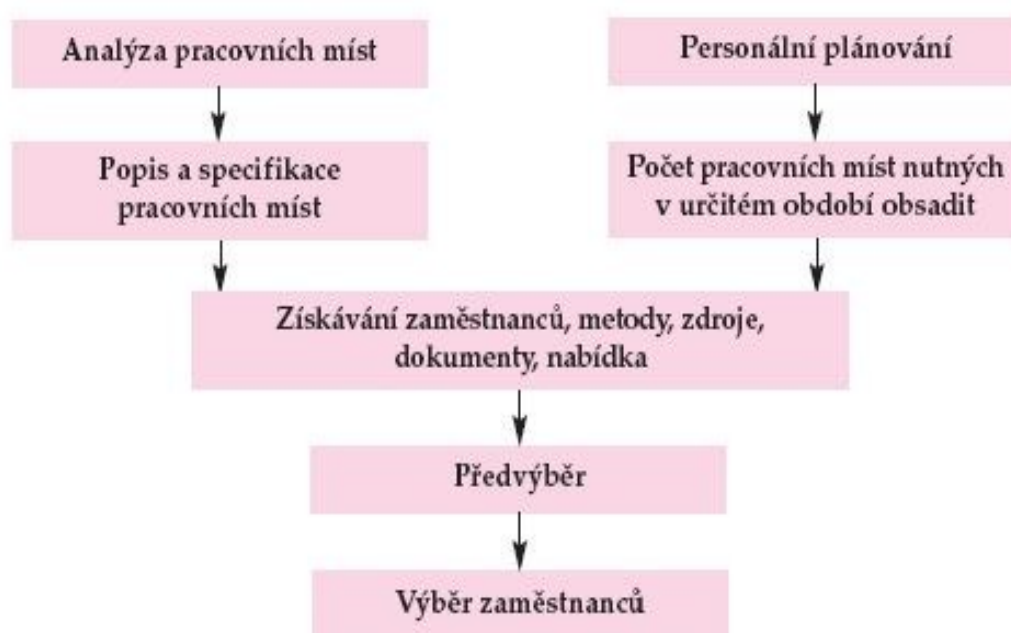 Analýza pracovních míst
Personální plánování
Popis a specifikace
pracovních míst
Počet pracovních míst nutných
v určitém období obsadit
Získávání zaměstnanců, metody, zdroje,
dokumenty, nabídka
Předvýběr
Výběr zaměstnanců